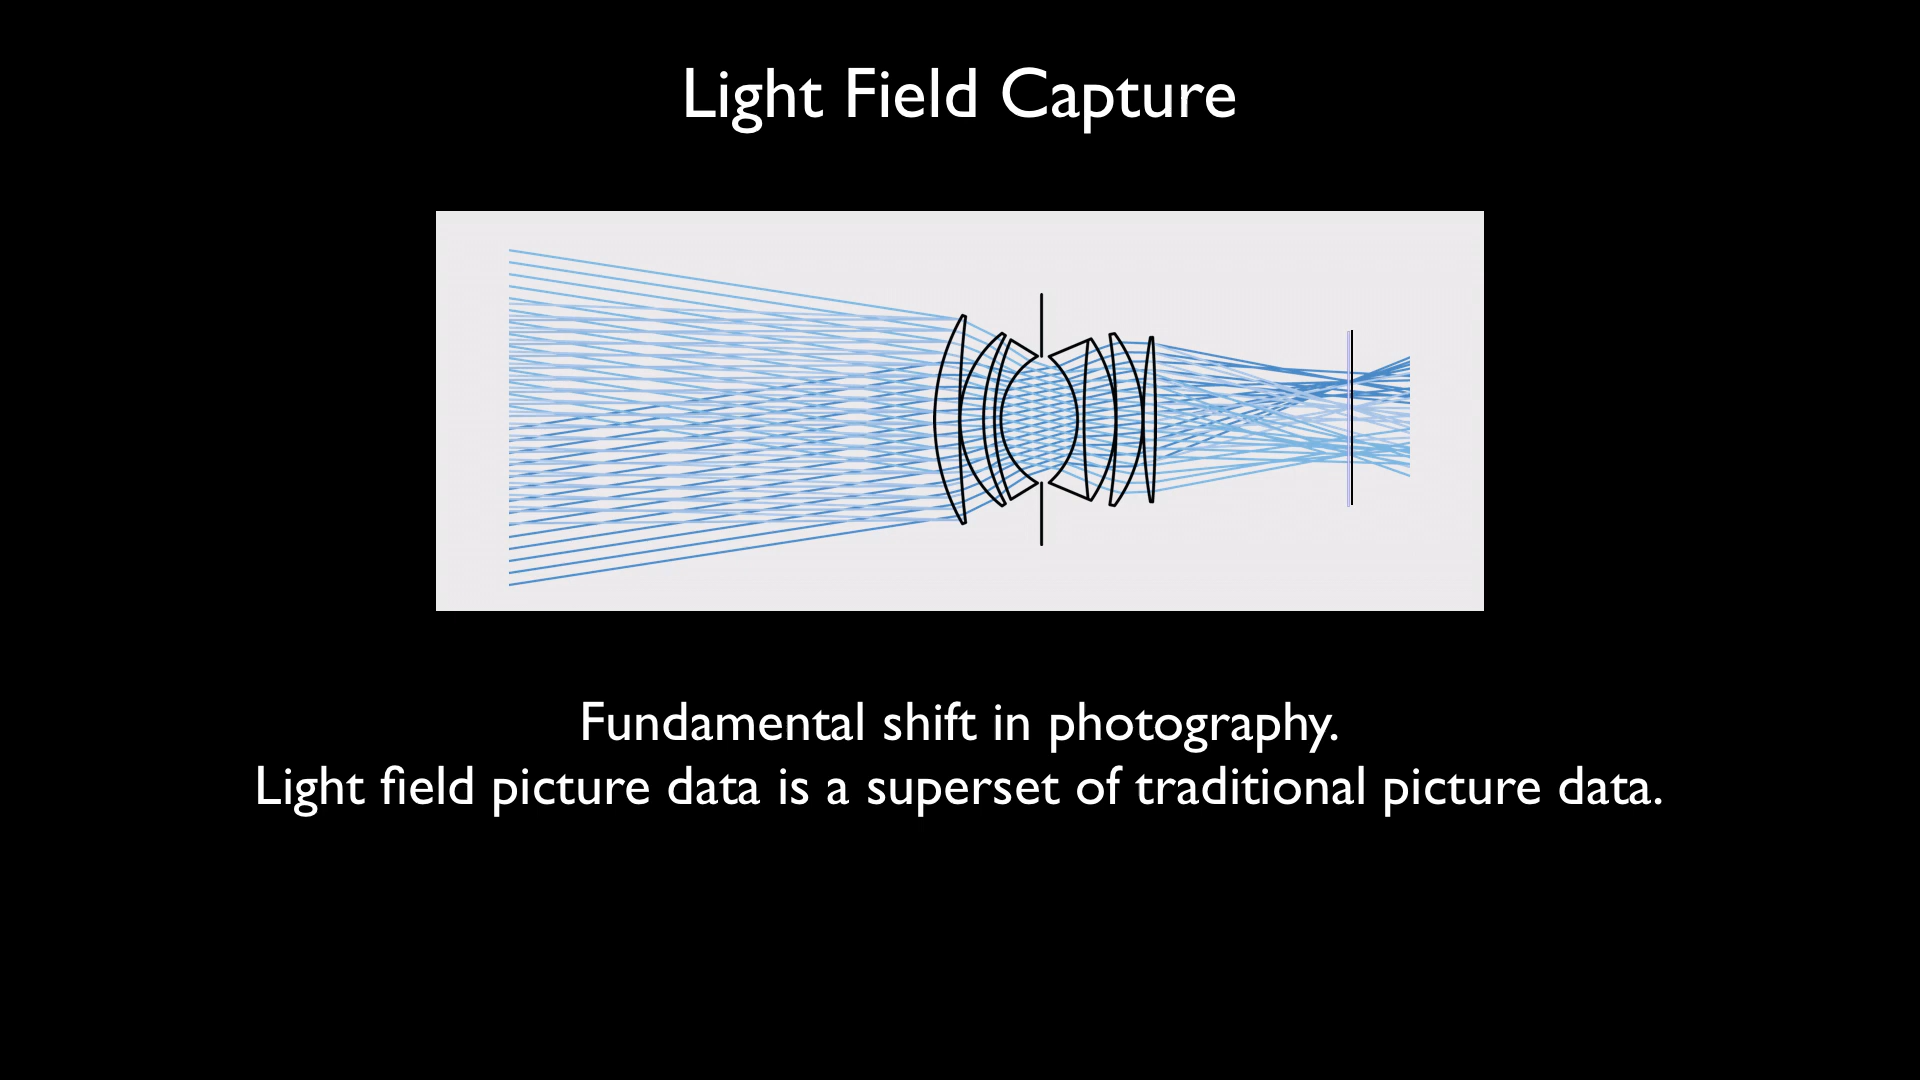 Light Field Capture
Fundamental shift in photography.
Light field picture data is a superset of traditional picture data.